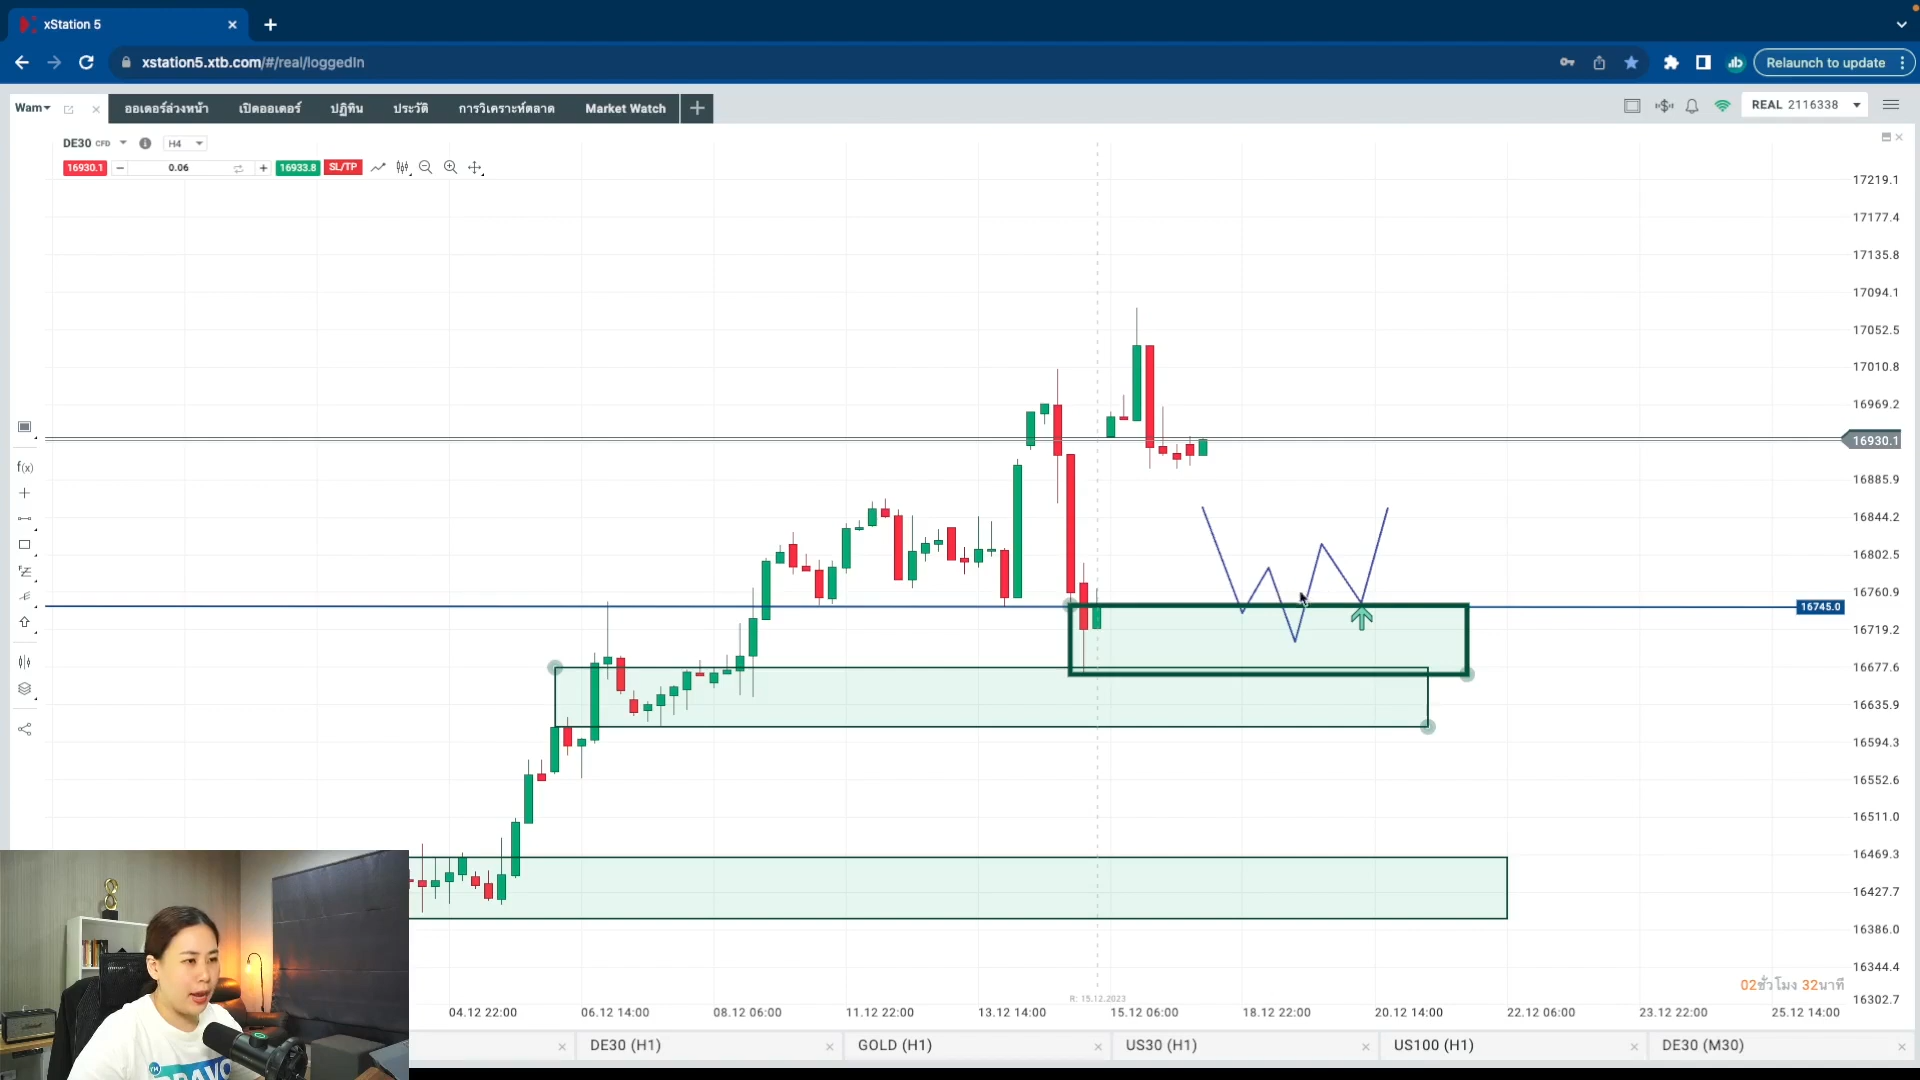 xStation 5
xstation5.xtb.com/#/real/loggedIn
Relaunch to update
Wam
ออเดอร์ล่วงหน้า
เปิดออเดอร์
ปฏิทิน
ประวัติ
การวิเคราะห์ตลาด
Market Watch
REAL 2116338
DE30 CFD
H4
16930.1
0.06
16933.8
SL/TP
17219.1
17177.4
17135.8
17094.1
17052.5
17010.8
16969.2
16930.1
16885.9
16844.2
16802.5
16760.9
16745.0
16719.2
16677.6
16635.9
16594.3
16552.6
16511.0
16469.3
16427.7
16386.0
16344.4
16302.7
f(x)
02ชั่วโมง 32นาที
R: 15.12.2023
04.12 22:00
06.12 14:00
08.12 06:00
11.12 22:00
13.12 14:00
15.12 06:00
18.12 22:00
20.12 14:00
22.12 06:00
23.12 22:00
25.12 14:00
DE30 (H1)
GOLD (H1)
US30 (H1)
US100 (H1)
DE30 (M30)